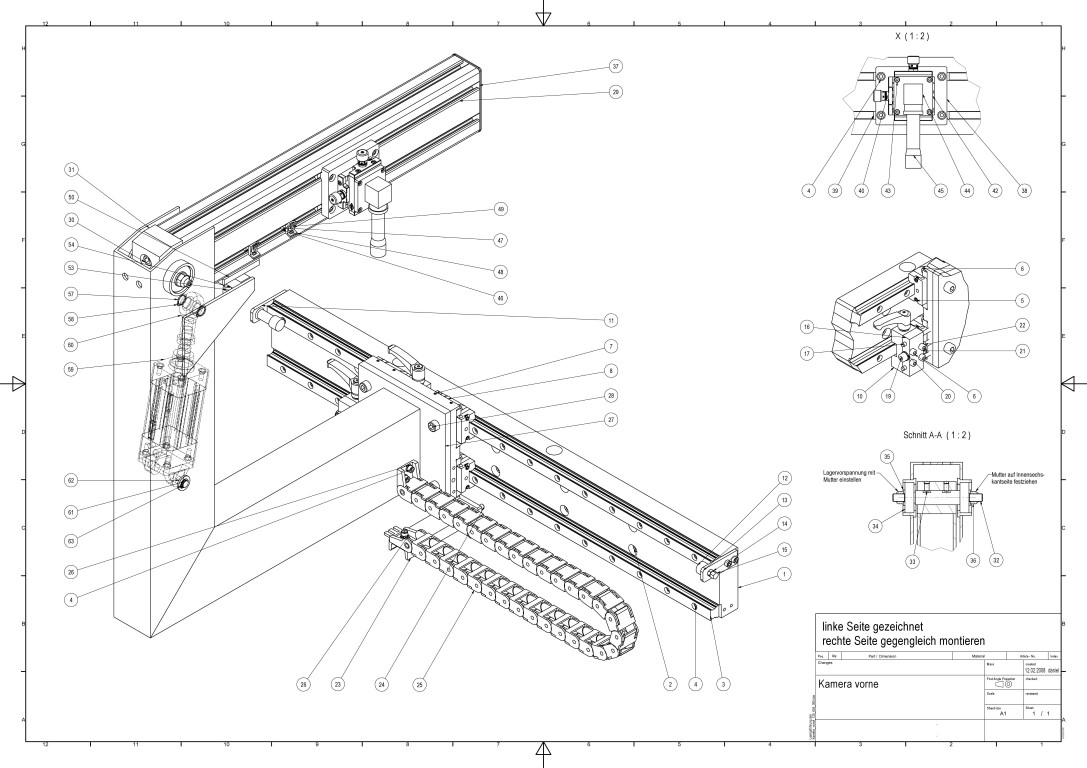 12 11 10 9 8 7 6 5 4 3 2 1
H
G
F
E
D
C
B
A
X ( 1 : 2 )
37
29
31
50
30
54
53
57
58
60
59
62
61
63
26
4
49
47
48
46
11
7
8
28
27
12
13
14
15
1
26
23
24
25
2
4
3
4
39
40
43
45
44
42
38
6
5
16
17
22
21
10
19
20
6
Schnitt A-A ( 1 : 2 )
35
Lagervorspannung mit
Mutter einstellen
Mutter auf Innensechs-
kantseite festziehen
34
33
36
32
linke Seite gezeichnet
rechte Seite gegengleich montieren
Pos. Qty. Part / Dimension Material Article - No. Index
Changes
Mass
created
12.02.2008
First Angle Projection
checked
Kamera vorne
Scale
reviewed
Sheet size
A1
Sheet
1 / 1
H
G
F
E
D
C
B
A
12 11 10 9 8 7 6 5 4 3 2 1